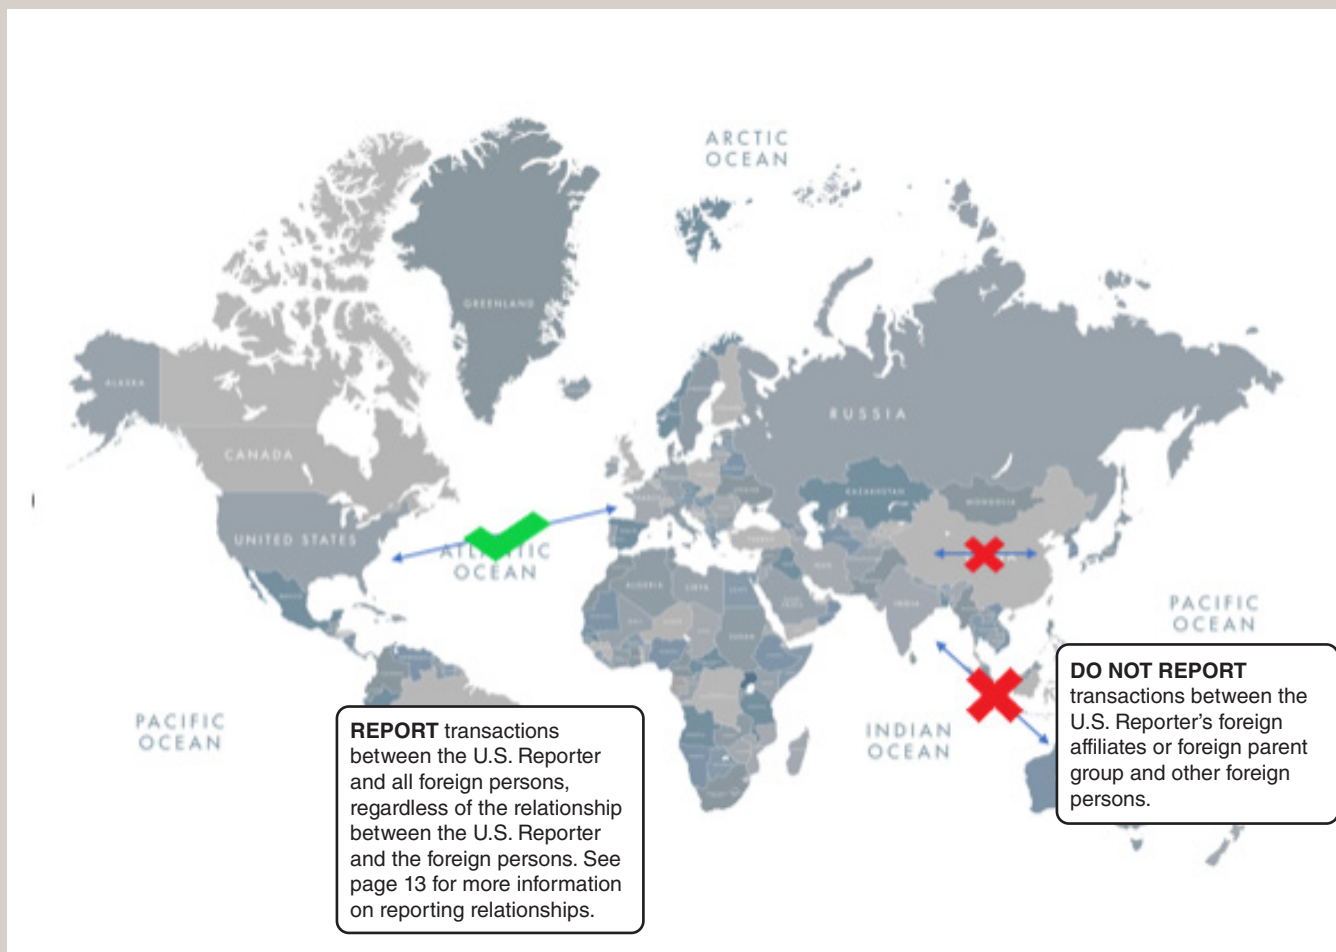 ARCTIC
OCEAN
GREENLAND
ALASKA
RUSSIA
CANADA
KAZAKHSTAN
MONGOLIA
UNITED STATES
ATLANTIC
OCEAN
ALGERIA
LIBYA
INDIA
SUDAN
PACIFIC
OCEAN
PACIFIC
OCEAN
INDIAN
OCEAN
REPORT transactions
between the U.S. Reporter
and all foreign persons,
regardless of the relationship
between the U.S. Reporter
and the foreign persons. See
page 13 for more information
on reporting relationships.
DO NOT REPORT
transactions between the
U.S. Reporter’s foreign
affiliates or foreign parent
group and other foreign
persons.